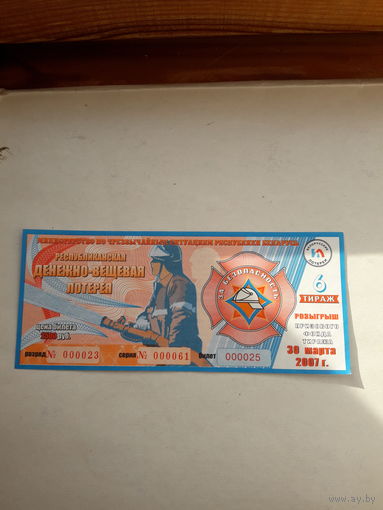 МИНИСТЕРСТВО ПО ЧРЕЗВЫЧАЙНЫМ СИТУАЦИЯМ РЕСПУБЛИКИ БЕЛАРУСЬ
РЕСПУБЛИКАНСКАЯ
ДЕНЕЖНО-ВЕЩЕВАЯ
ЛОТЕРЕЯ
цена билета
руб.
разряд № 000023 серия № 000061 билет 000025
ЗА БЕЗОПАСНОСТЬ
6
ТИРАЖ
РОЗЫГРЫШ
ПРИЗОВОГО
ФОНДА
ТИРАЖА
30 марта
2007 г.
www.ay.by